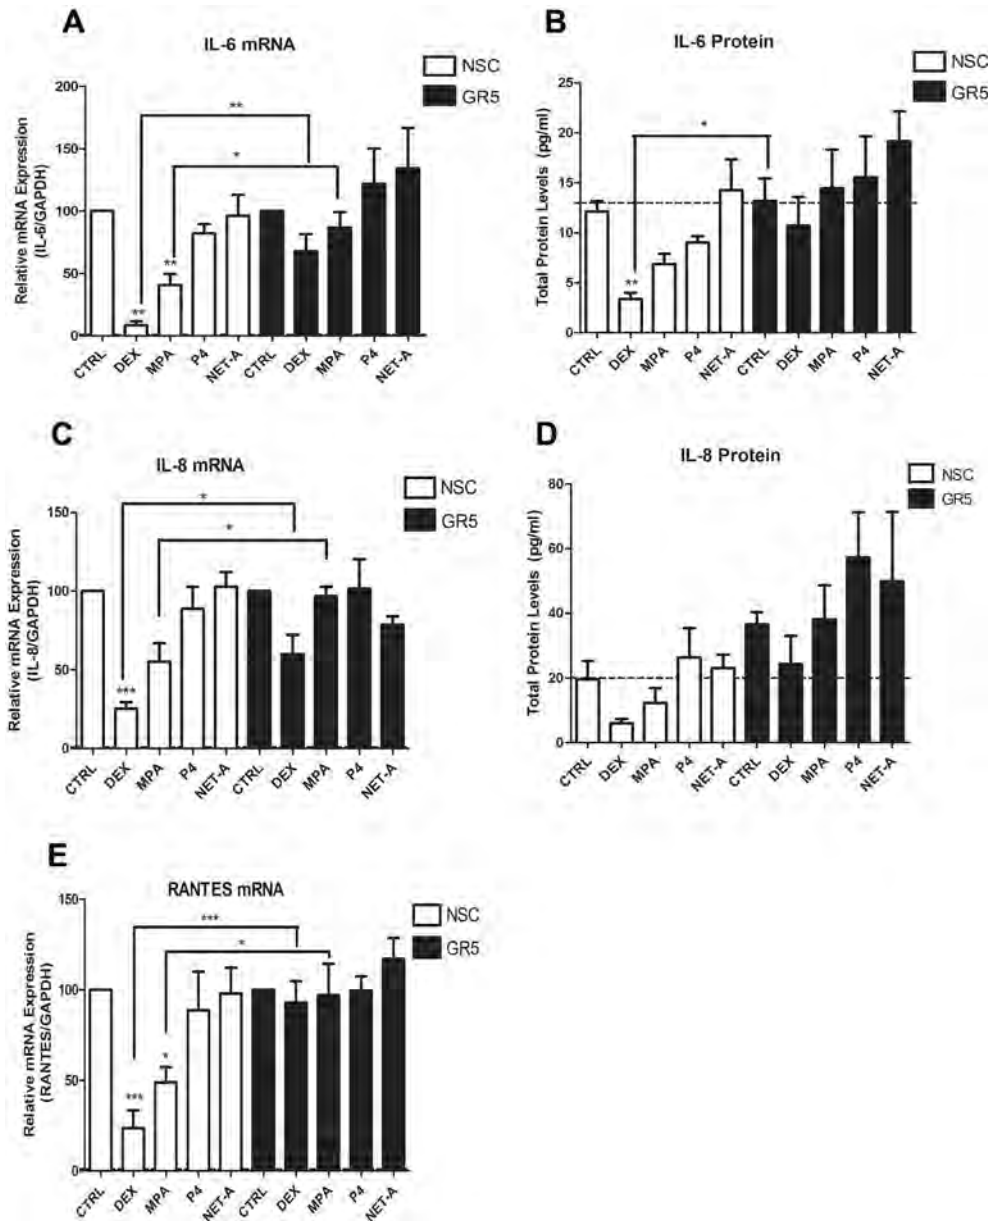 A
IL-6 mRNA
NSC
GR5
Relative mRNA Expression
(IL-6/GAPDH)
200
150
100
50
0
**
*
**
**
CTRL DEX MPA P4 NET-A CTRL DEX MPA P4 NET-A
B
IL-6 Protein
NSC
GR5
Total Protein Levels (pg/ml)
25
20
15
10
5
0
*
**
CTRL DEX MPA P4 NET-A CTRL DEX MPA P4 NET-A
C
IL-8 mRNA
NSC
GR5
Relative mRNA Expression
(IL-8/GAPDH)
150
100
50
0
*
*
***
CTRL DEX MPA P4 NET-A CTRL DEX MPA P4 NET-A
D
IL-8 Protein
NSC
GR5
Total Protein Levels (pg/ml)
80
60
40
20
0
CTRL DEX MPA P4 NET-A CTRL DEX MPA P4 NET-A
E
RANTES mRNA
NSC
GR5
Relative mRNA Expression
(RANTES/GAPDH)
150
100
50
0
***
*
*
***
CTRL DEX MPA P4 NET-A CTRL DEX MPA P4 NET-A